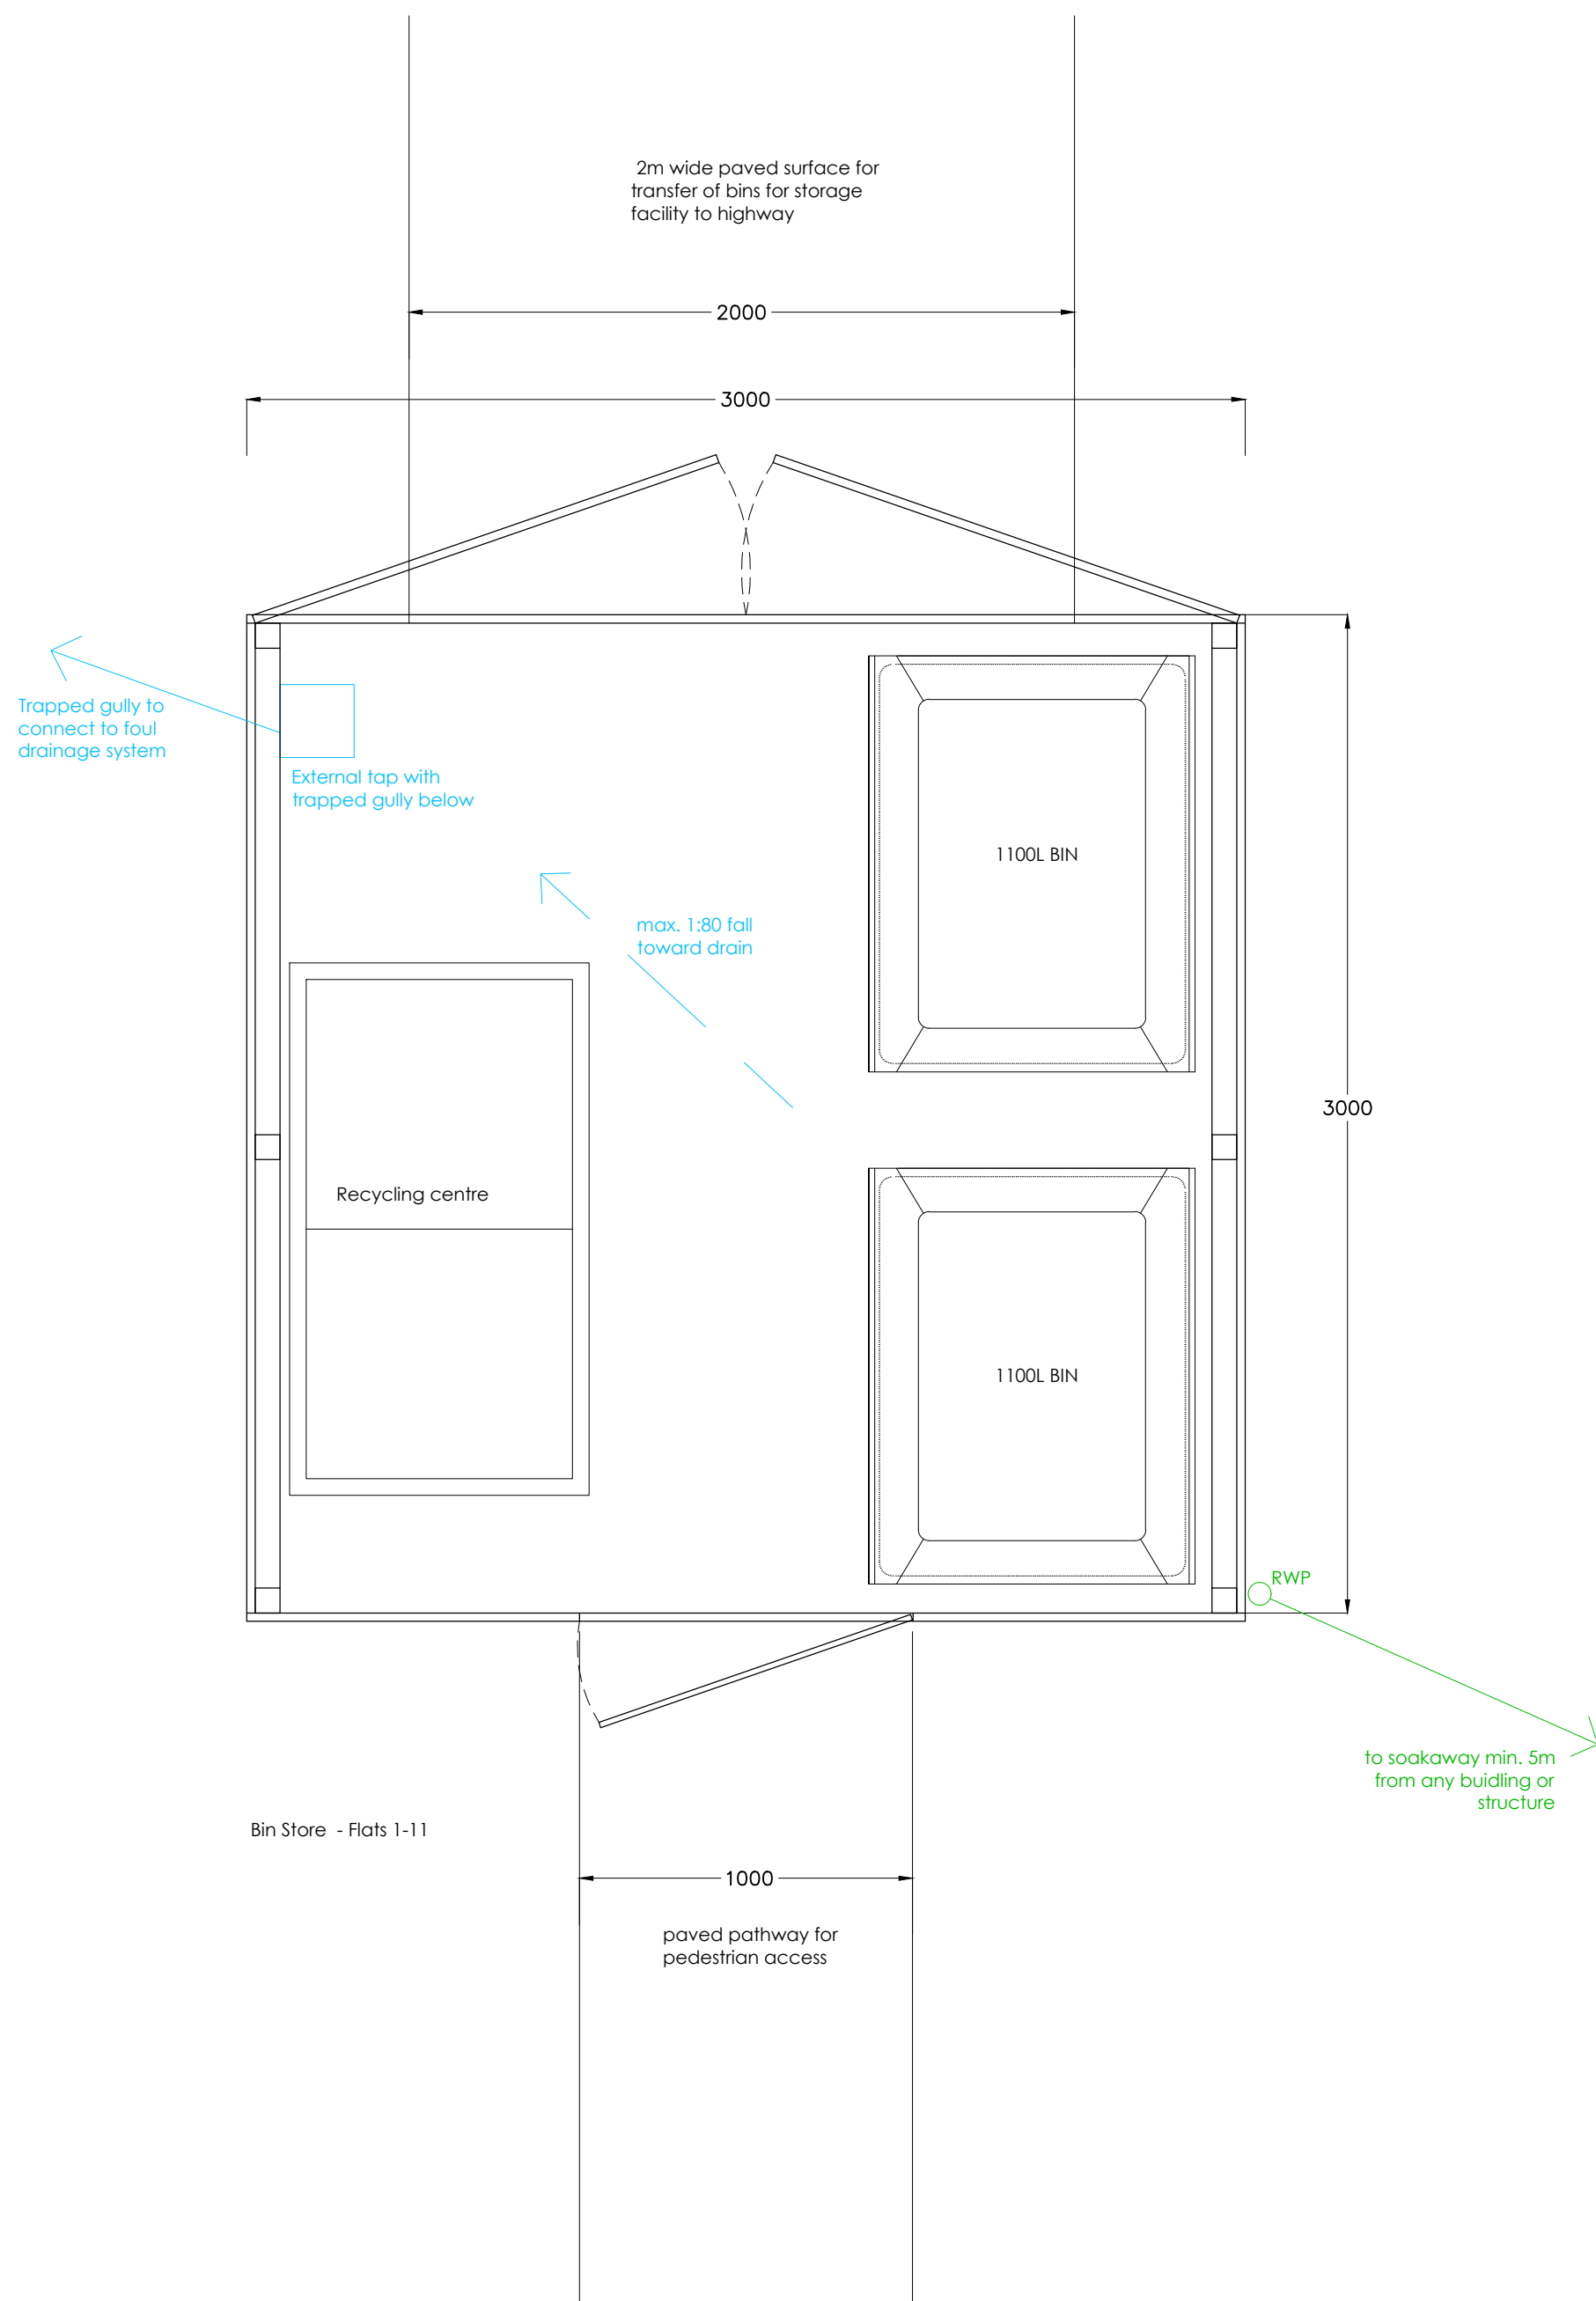 2m wide paved surface for
transfer of bins for storage
facility to highway
2000
3000
Trapped gully to
connect to foul
drainage system
External tap with
trapped gully below
1100L BIN
max. 1:80 fall
toward drain
3000
Recycling centre
1100L BIN
RWP
to soakaway min. 5m
from any buidling or
structure
Bin Store - Flats 1-11
1000
paved pathway for
pedestrian access